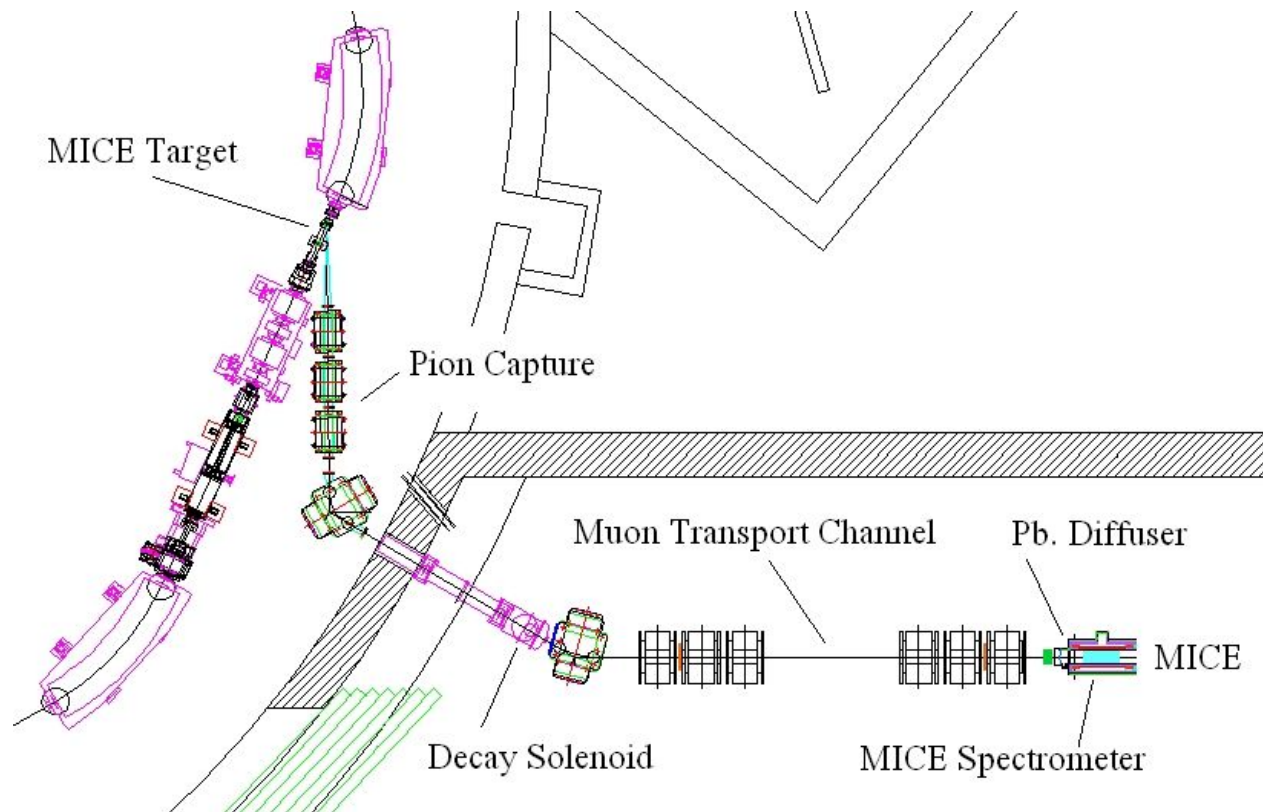 MICE Target
Pion Capture
Muon Transport Channel
Pb. Diffuser
MICE
Decay Solenoid
MICE Spectrometer